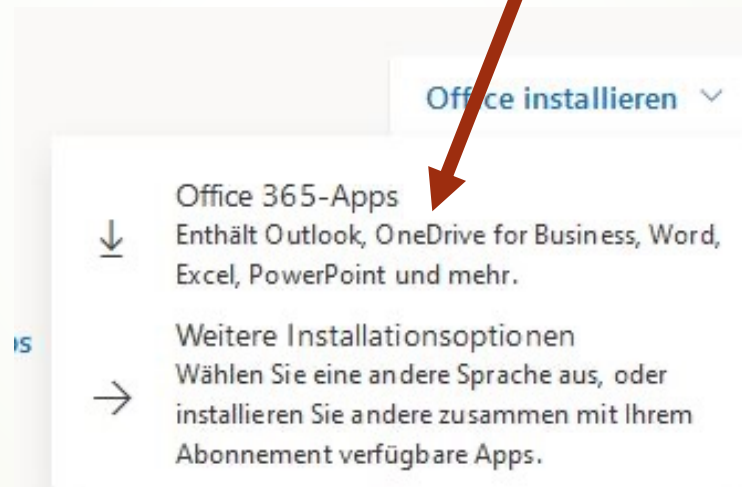 Office installieren
Office 365-Apps
Enthält Outlook, OneDrive for Business, Word,
Excel, PowerPoint und mehr.
Weitere Installationsoptionen
Wählen Sie eine andere Sprache aus, oder
installieren Sie andere zusammen mit Ihrem
Abonnement verfügbare Apps.